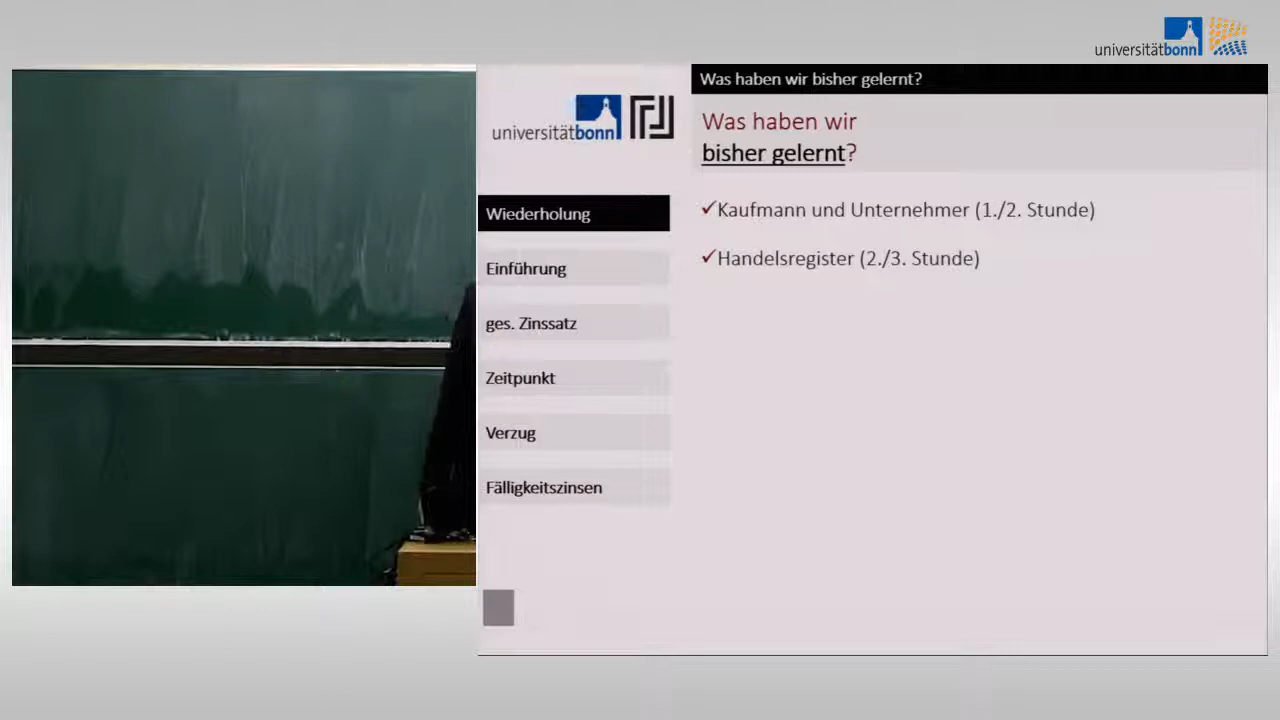 universitätbonn
Was haben wir bisher gelernt?
universitätbonn
Was haben wir
bisher gelernt?
Wiederholung
Einführung
ges. Zinssatz
Zeitpunkt
Verzug
Fälligkeitszinsen
✓Kaufmann und Unternehmer (1./2. Stunde)
✓Handelsregister (2./3. Stunde)